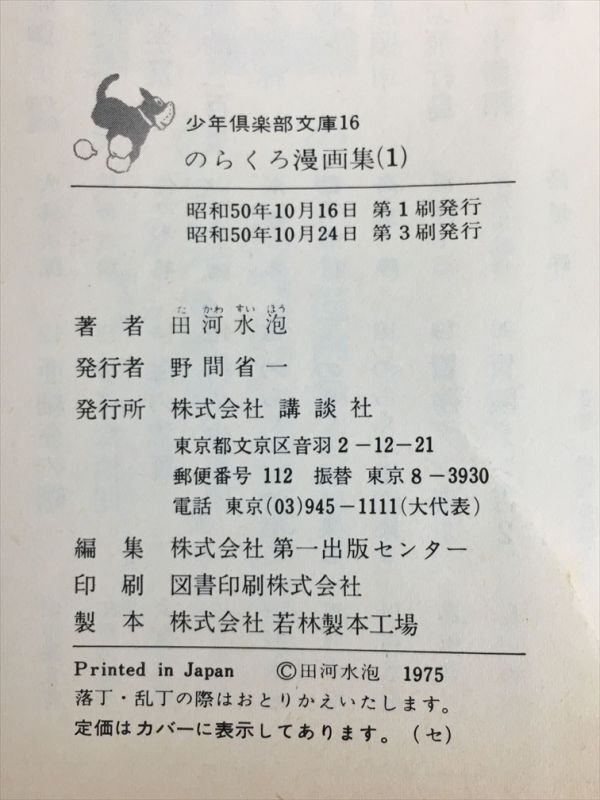 少年倶楽部文庫16
のらくろ漫画集(1)
昭和50年10月16日 第1刷発行
昭和50年10月24日 第3刷発行
た かわ すい ほう
著者 田河水泡
発行者 野間省一
発行所 株式会社 講談社
東京都文京区音羽2-12-21
郵便番号 112 振替 東京8-3930
電話 東京(03)945-1111(大代表)
編集 株式会社 第一出版センター
印刷 図書印刷株式会社
製本 株式会社 若林製本工場
Printed in Japan ©田河水泡 1975
落丁・乱丁の際はおとりかえいたします。
定価はカバーに表示してあります。(セ)